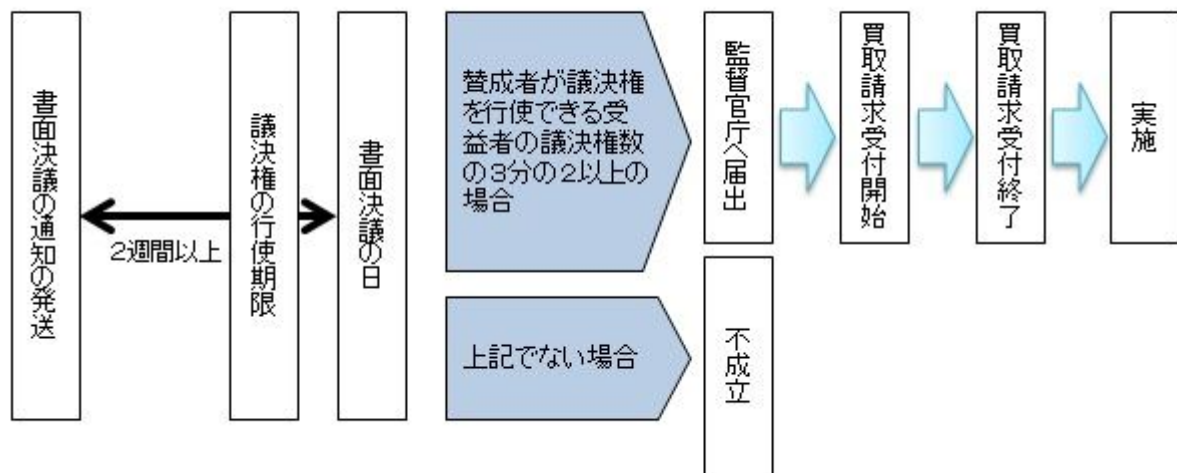 書面決議の通知の発送
2週間以上
議決権の行使期限
書面決議の日
賛成者が議決権
を行使できる受
益者の議決権数
の3分の2以上の
場合
上記でない場合
監督官庁へ届出
不成立
買取請求受付開始
買取請求受付終了
実施